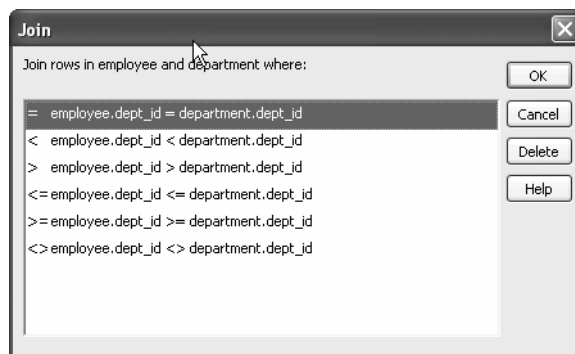 Join
Join rows in employee and department where:
= employee.dept_id = department.dept_id
< employee.dept_id < department.dept_id
> employee.dept_id > department.dept_id
<= employee.dept_id <= department.dept_id
>= employee.dept_id >= department.dept_id
<> employee.dept_id <> department.dept_id
OK
Cancel
Delete
Help